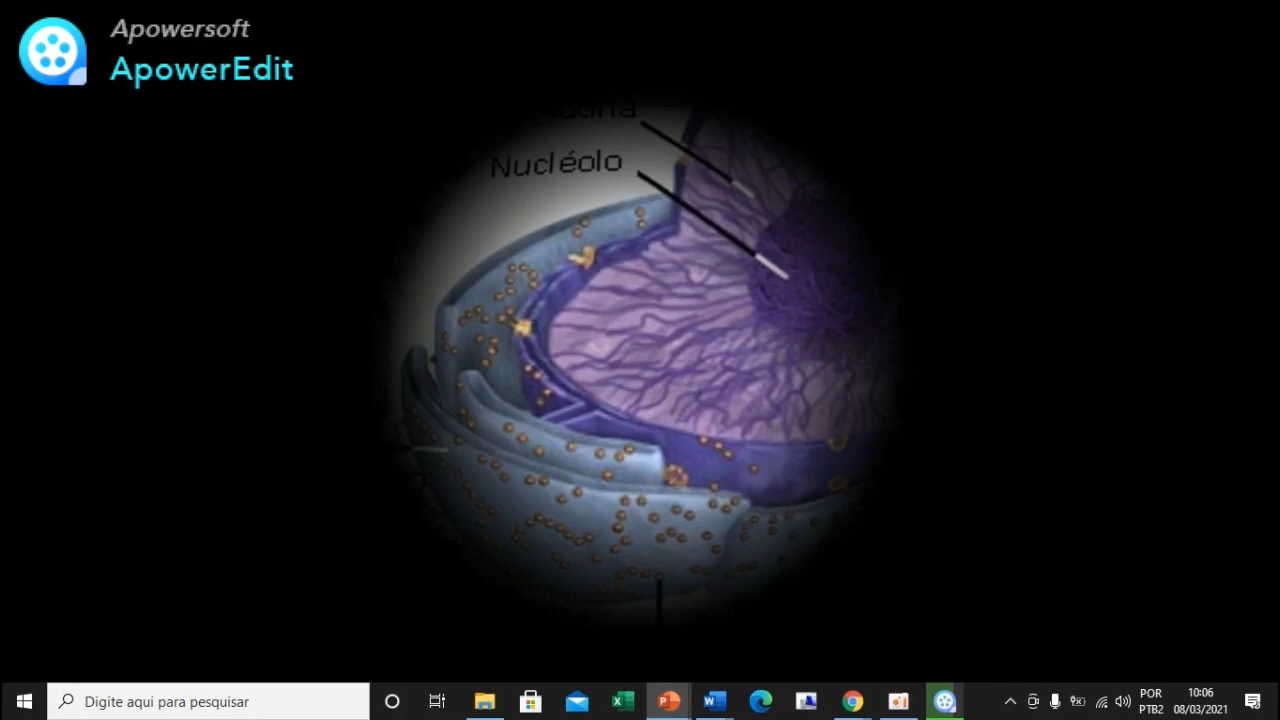 Apowersoft
ApowerEdit
Nucléolo
Digite aqui para pesquisar
POR
PTB2
10:06
08/03/2021